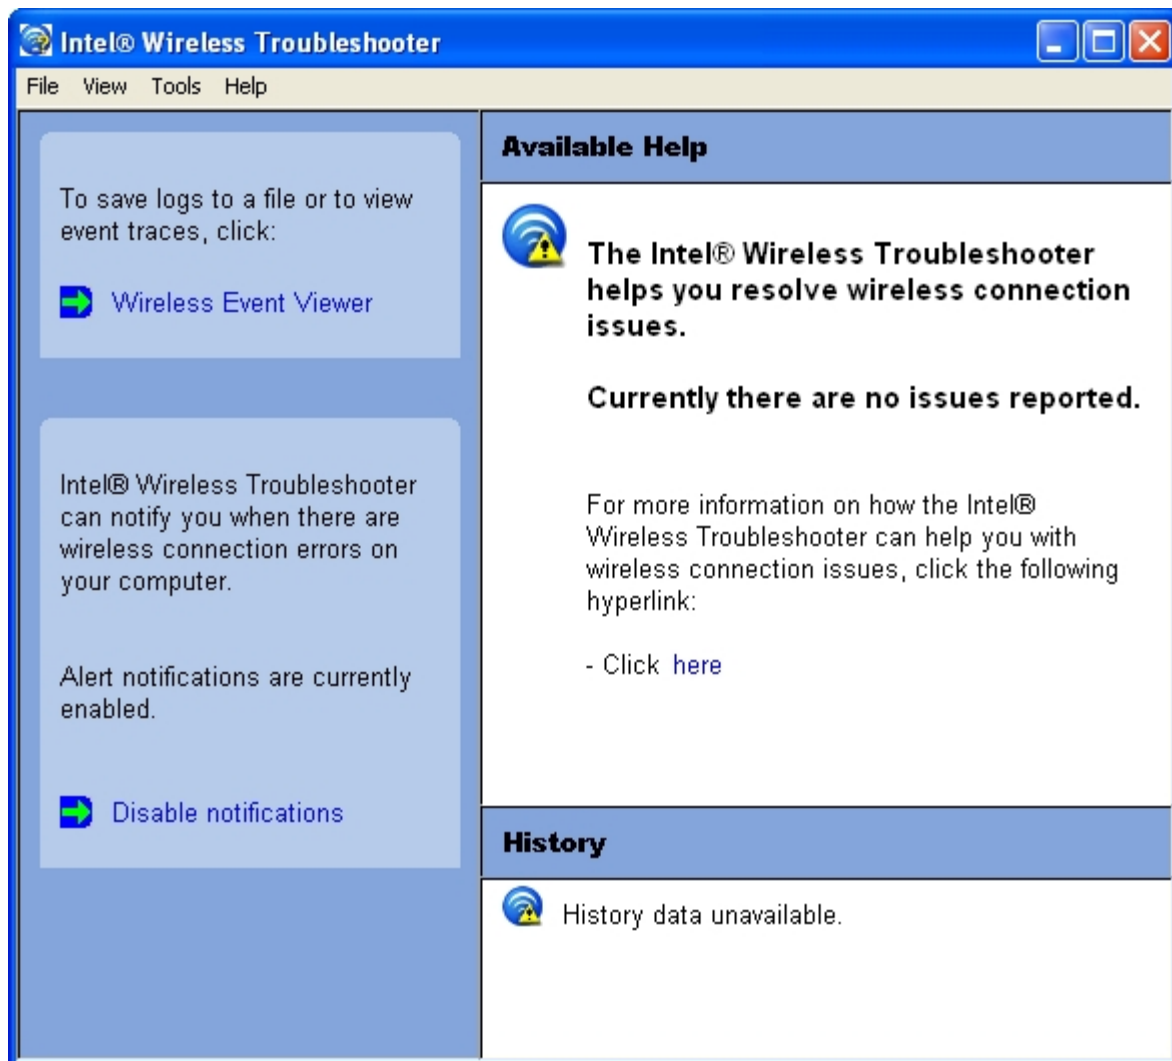 Intel® Wireless Troubleshooter
File View Tools Help
To save logs to a file or to view
event traces, click:
Wireless Event Viewer
Intel® Wireless Troubleshooter
can notify you when there are
wireless connection errors on
your computer.
Alert notifications are currently
enabled.
Disable notifications
Available Help
The Intel® Wireless Troubleshooter
helps you resolve wireless connection
issues.
Currently there are no issues reported.
For more information on how the Intel®
Wireless Troubleshooter can help you with
wireless connection issues, click the following
hyperlink:
- Click here
History
History data unavailable.